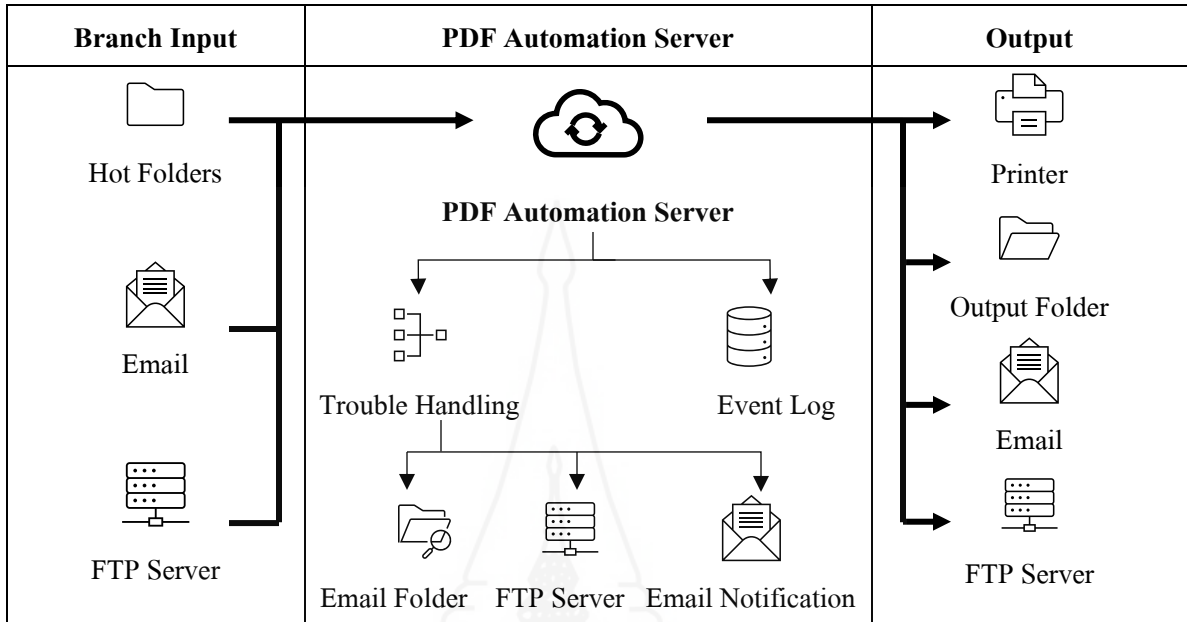 Branch Input
PDF Automation Server
Output
Hot Folders
Email
FTP Server
PDF Automation Server
Trouble Handling
Event Log
Email Folder
FTP Server
Email Notification
Printer
Output Folder
Email
FTP Server